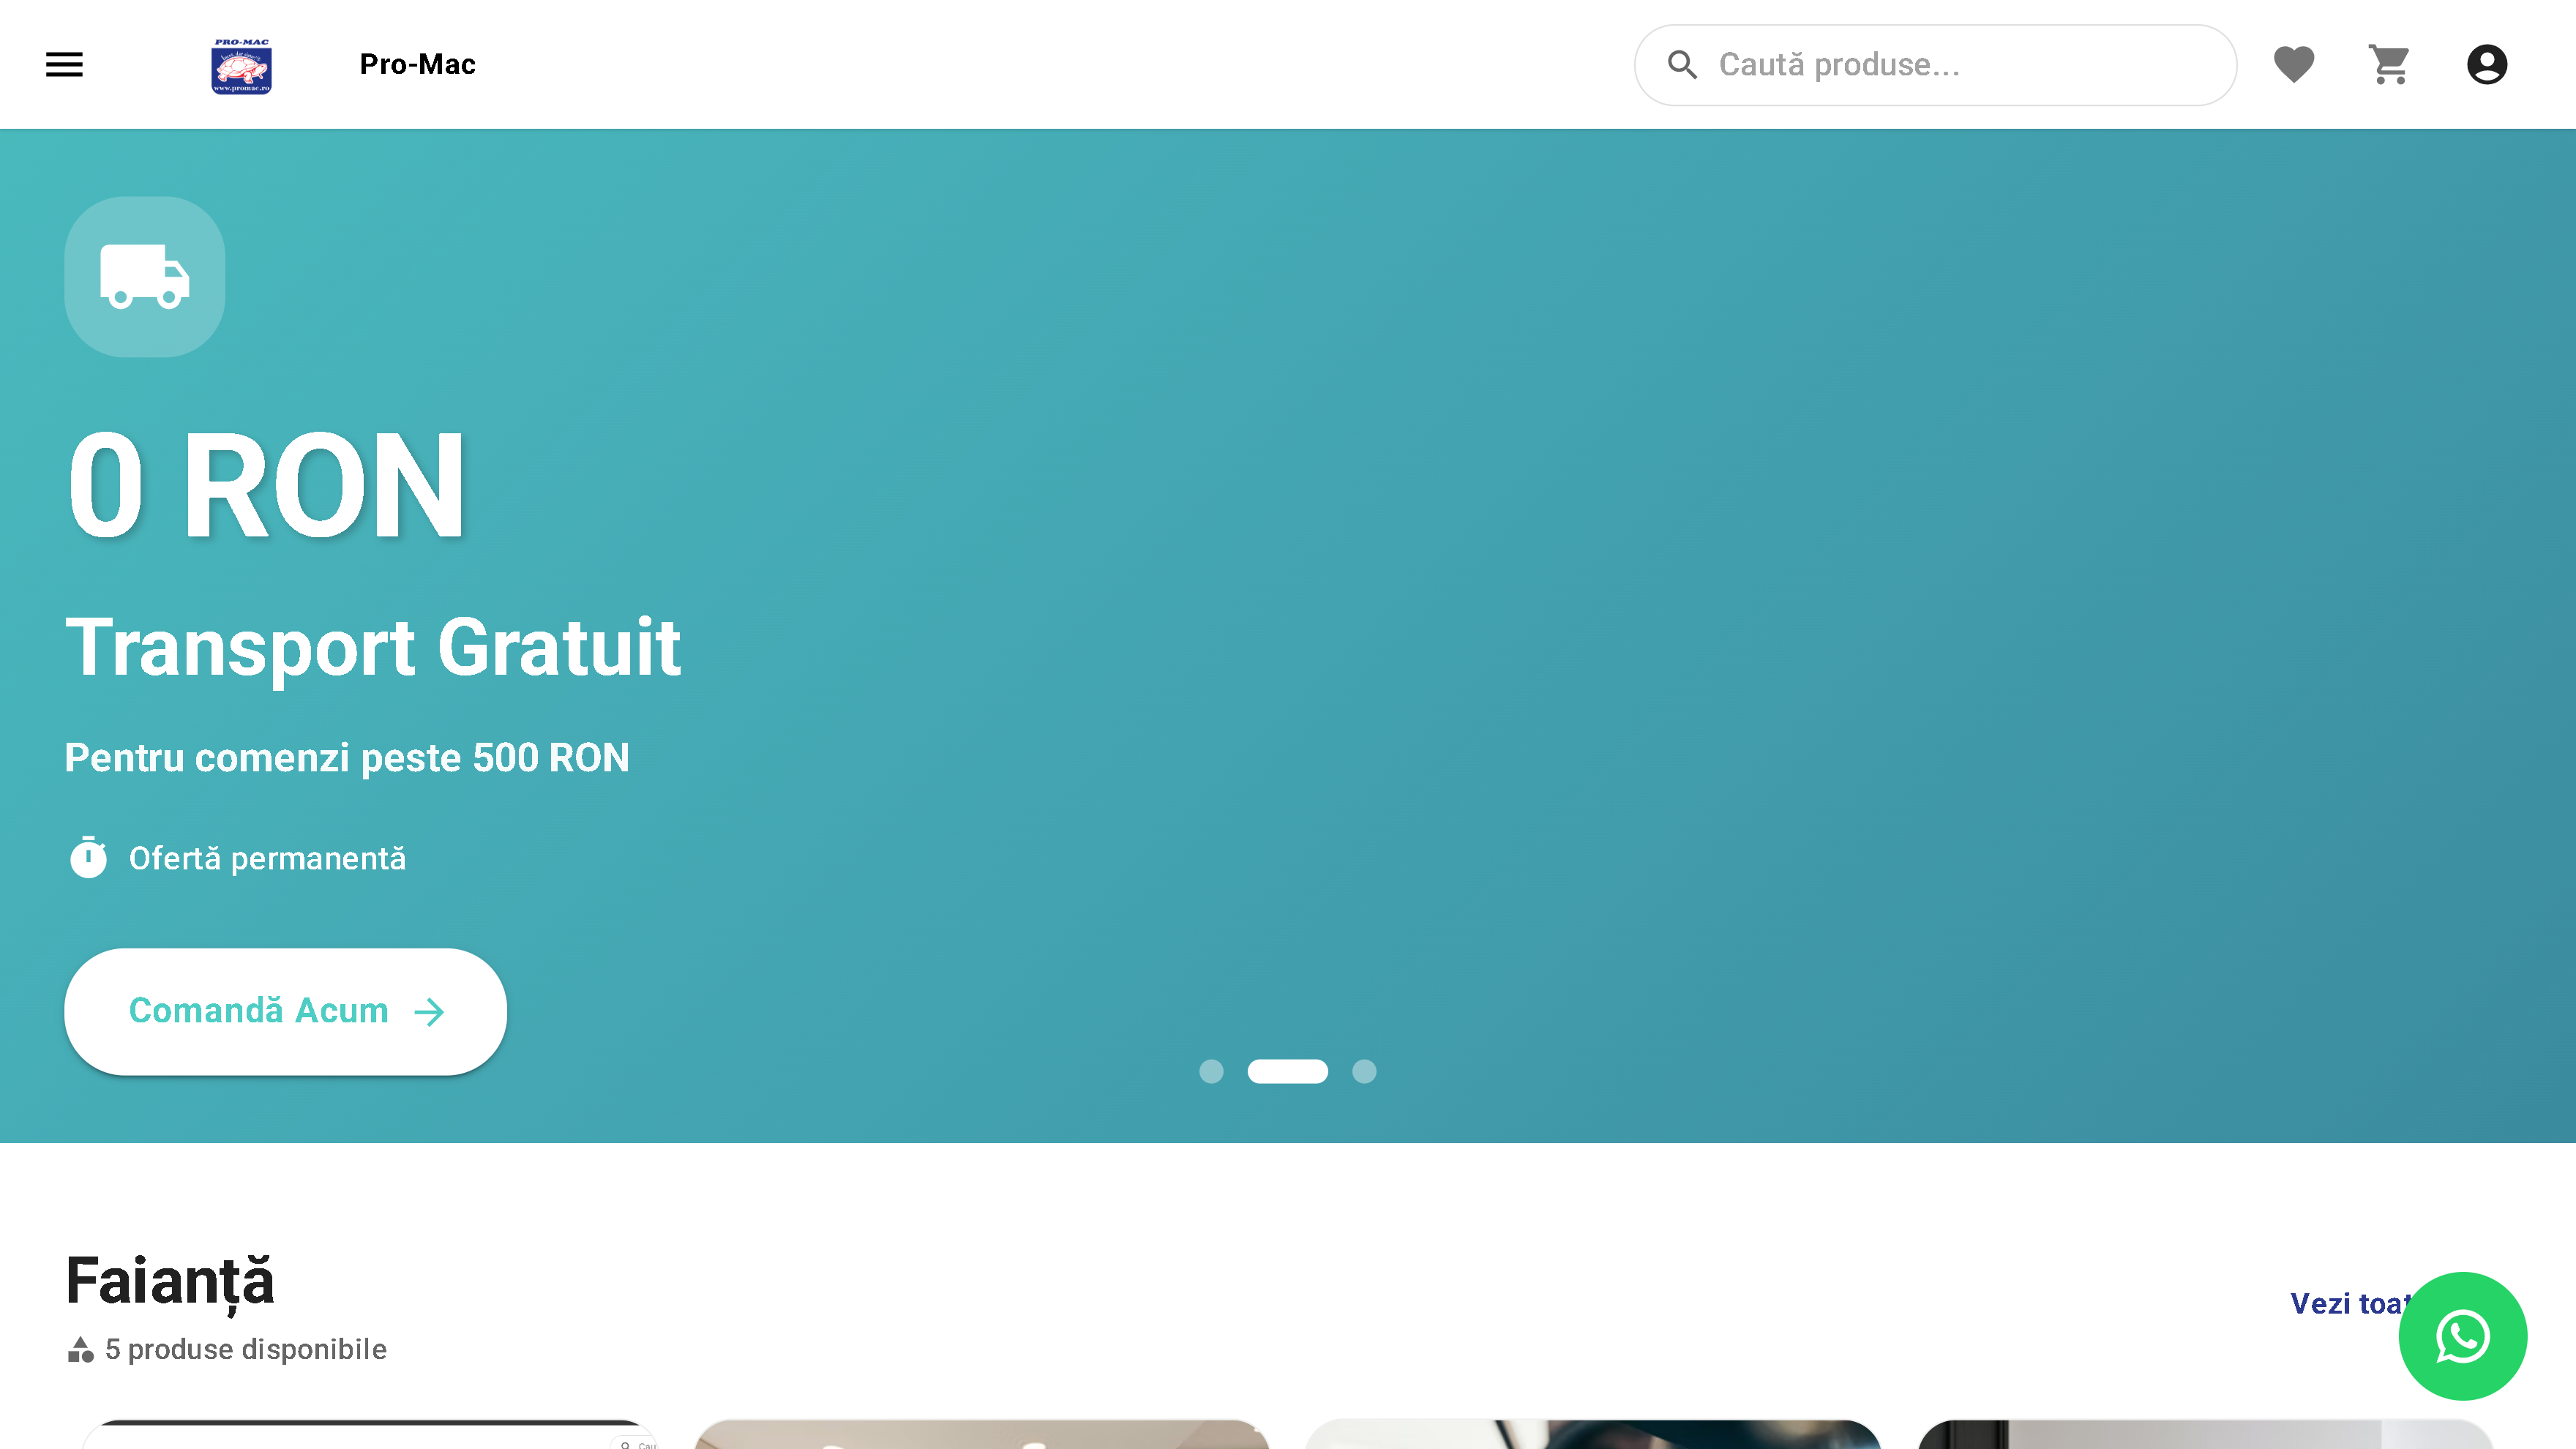 PRO-MAC
www.promac.ro
Pro-Mac
Caută produse...
0 RON
Transport Gratuit
Pentru comenzi peste 500 RON
Ofertă permanentă
Comandă Acum
Faianță
Vezi toat
5 produse disponibile
Cau